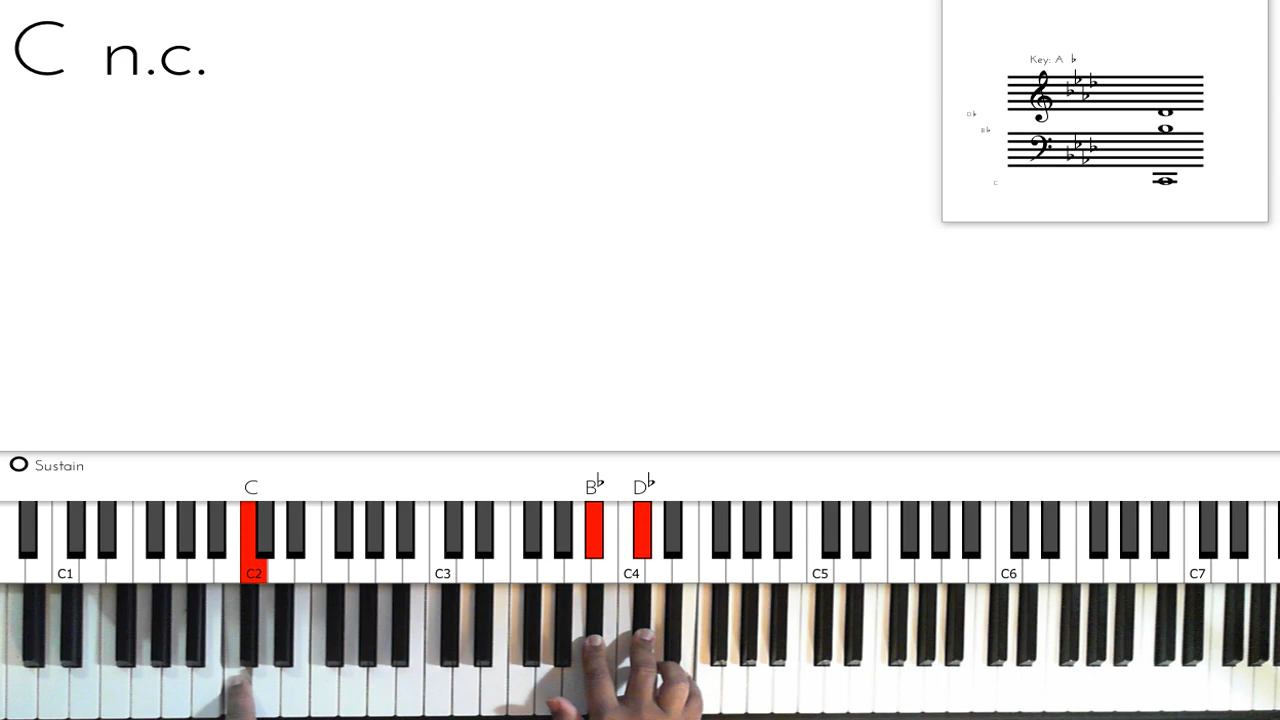 C n.c.
Key: A ♭
D♭
B♭
C
Sustain
C B♭ D♭
C1 C2 C3 C4 C5 C6 C7